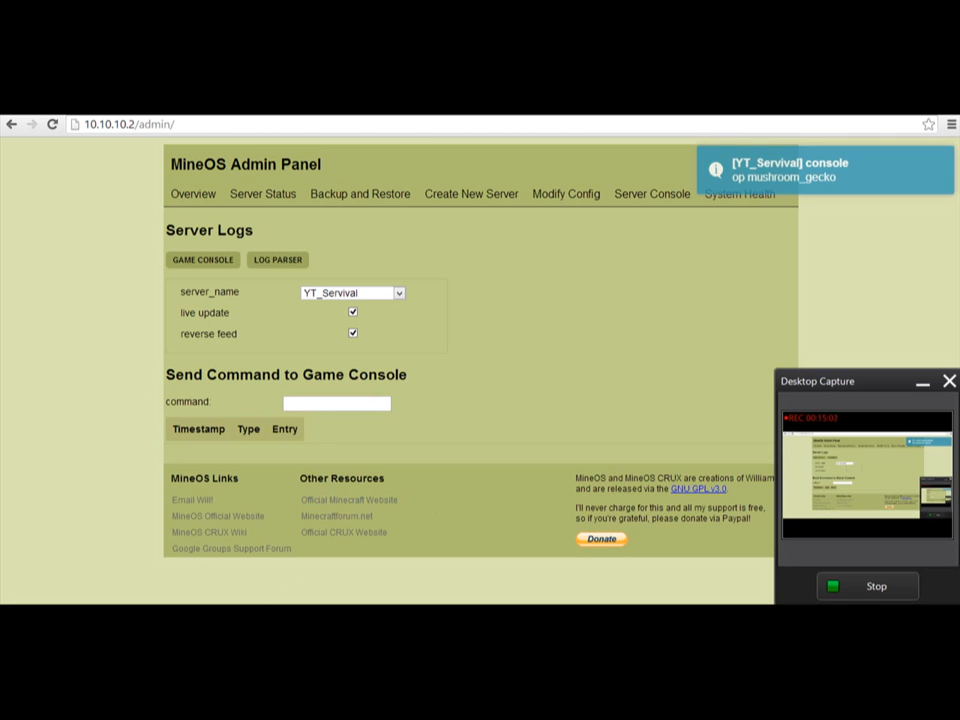 10.10.10.2/admin/
MineOS Admin Panel
[YT_Servival] console
op mushroom_gecko
Overview Server Status Backup and Restore Create New Server Modify Config Server Console System Health
Server Logs
GAME CONSOLE LOG PARSER
server_name YT_Servival
live update
reverse feed
Send Command to Game Console
command:
Timestamp Type Entry
Desktop Capture
REC 00:15:02
MineOS Links
Email Will!
MineOS Official Website
MineOS CRUX Wiki
Google Groups Support Forum
Other Resources
Official Minecraft Website
Minecraftforum.net
Official CRUX Website
MineOS and MineOS CRUX are creations of William
and are released via the GNU GPL v3.0.
I'll never charge for this and all my support is free,
so if you're grateful, please donate via Paypal!
Donate
Stop